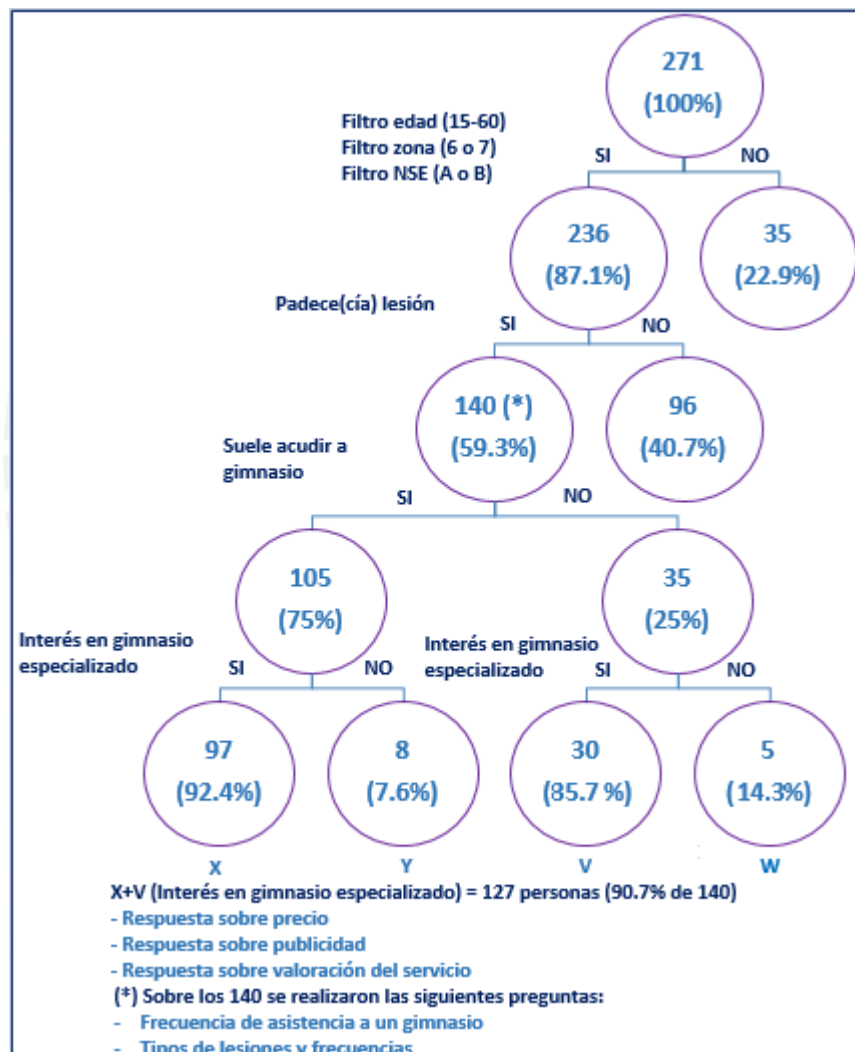 271
(100%)
Filtro edad (15-60)
Filtro zona (6 o 7)
Filtro NSE (A o B)
SI NO
236
(87.1%)
35
(22.9%)
Padece(cía) lesión
SI NO
140 (*)
(59.3%)
96
(40.7%)
Suele acudir a
gimnasio
SI NO
105
(75%)
35
(25%)
Interés en gimnasio
especializado
SI NO
Interés en gimnasio
especializado
SI NO
97
(92.4%)
8
(7.6%)
30
(85.7%)
5
(14.3%)
X Y V W
X+V (Interés en gimnasio especializado) = 127 personas (90.7% de 140)
- Respuesta sobre precio
- Respuesta sobre publicidad
- Respuesta sobre valoración del servicio
(*) Sobre los 140 se realizaron las siguientes preguntas:
- Frecuencia de asistencia a un gimnasio
- Tipos de lesiones y frecuencias